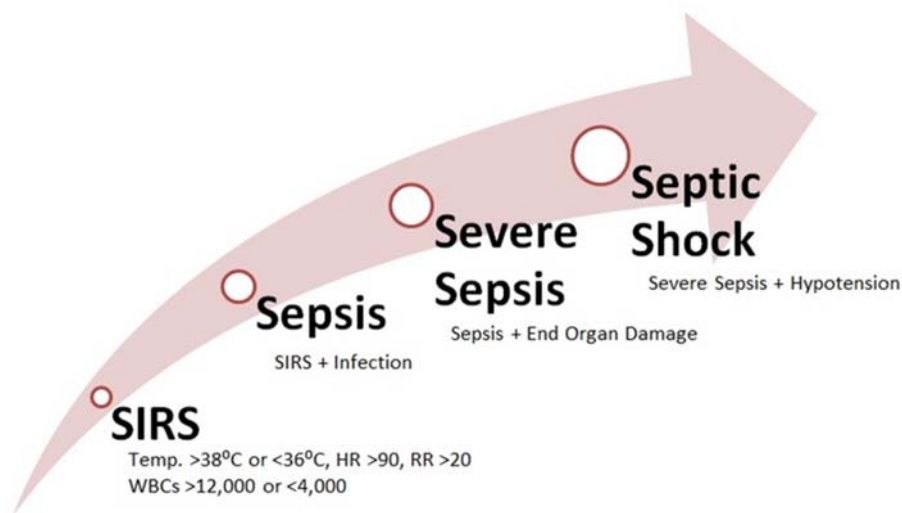 SIRS
Temp. >38⁰C or <36⁰C, HR >90, RR >20
WBCs >12,000 or <4,000
Sepsis
SIRS + Infection
Severe
Sepsis
Sepsis + End Organ Damage
Septic
Shock
Severe Sepsis + Hypotension